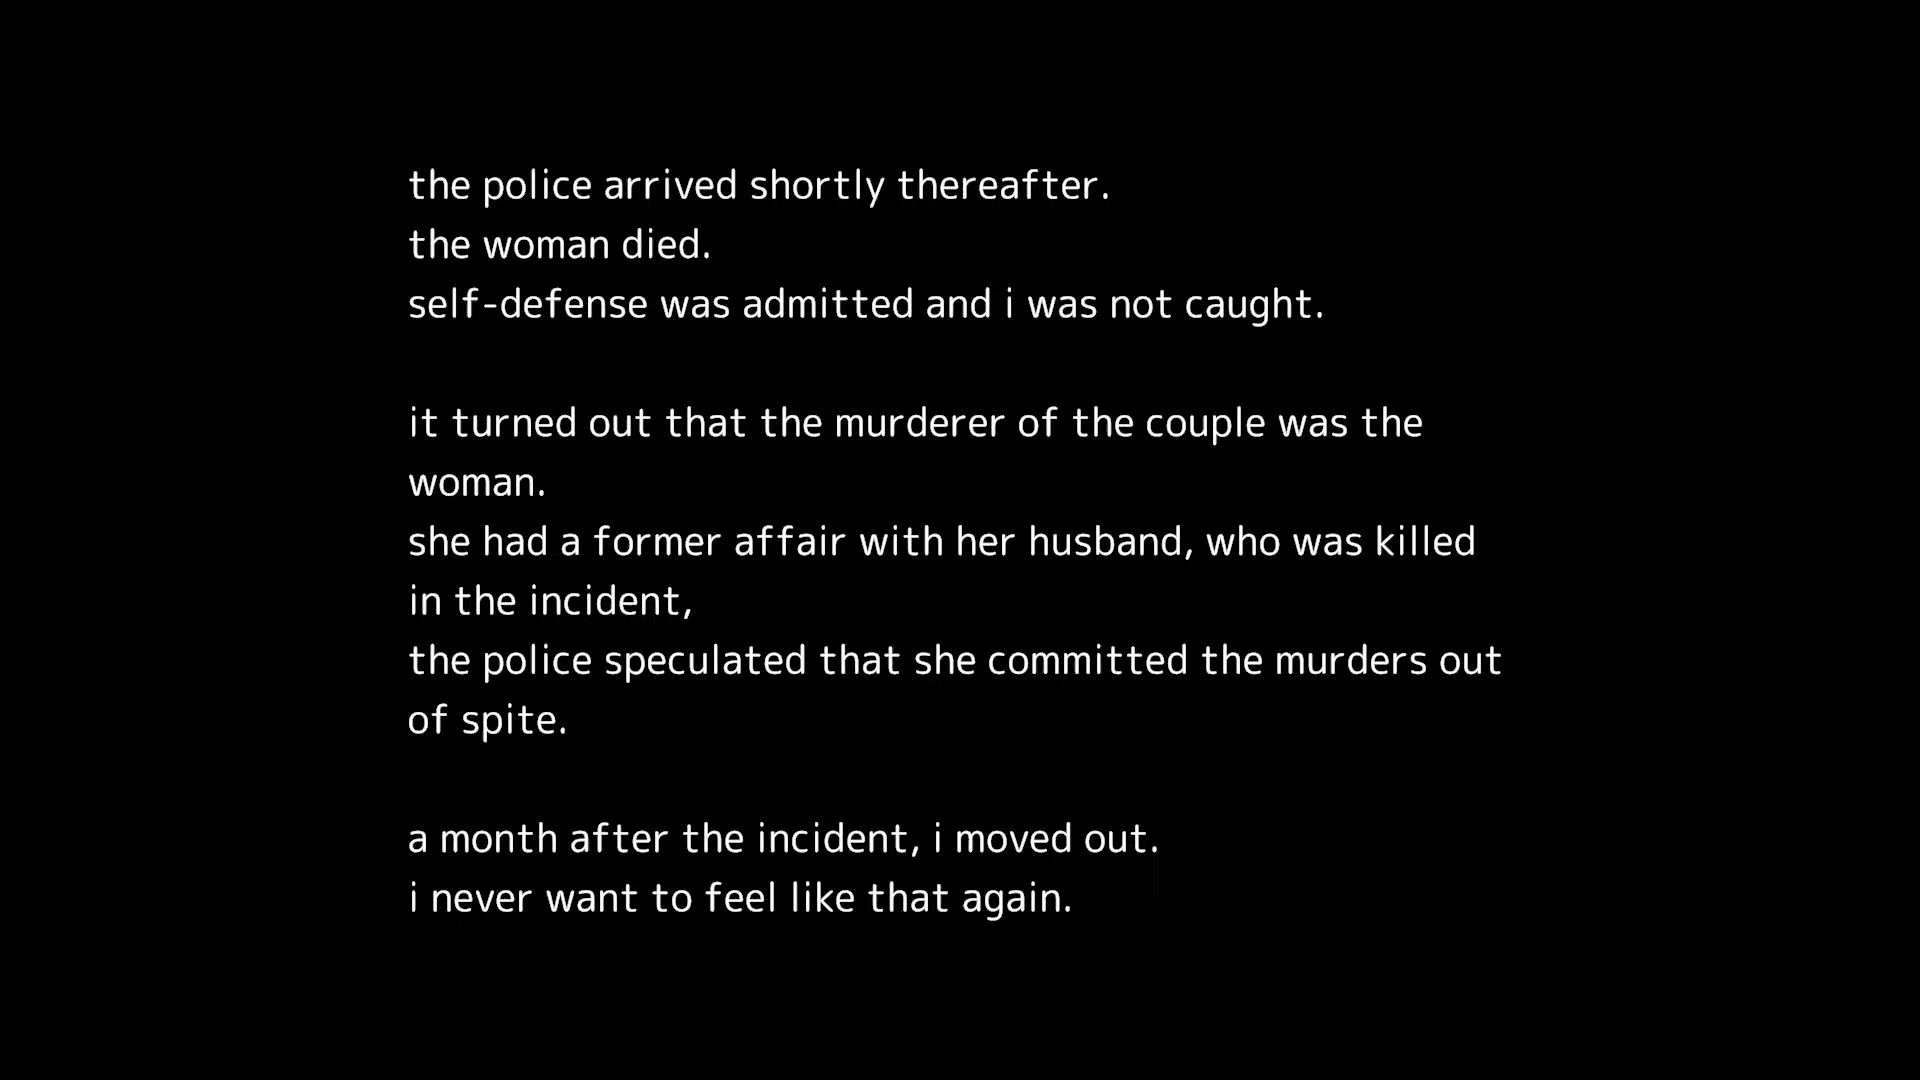 the police arrived shortly thereafter.
the woman died.
self-defense was admitted and i was not caught.
it turned out that the murderer of the couple was the
woman.
she had a former affair with her husband, who was killed
in the incident,
the police speculated that she committed the murders out
of spite.
a month after the incident, i moved out.
i never want to feel like that again.